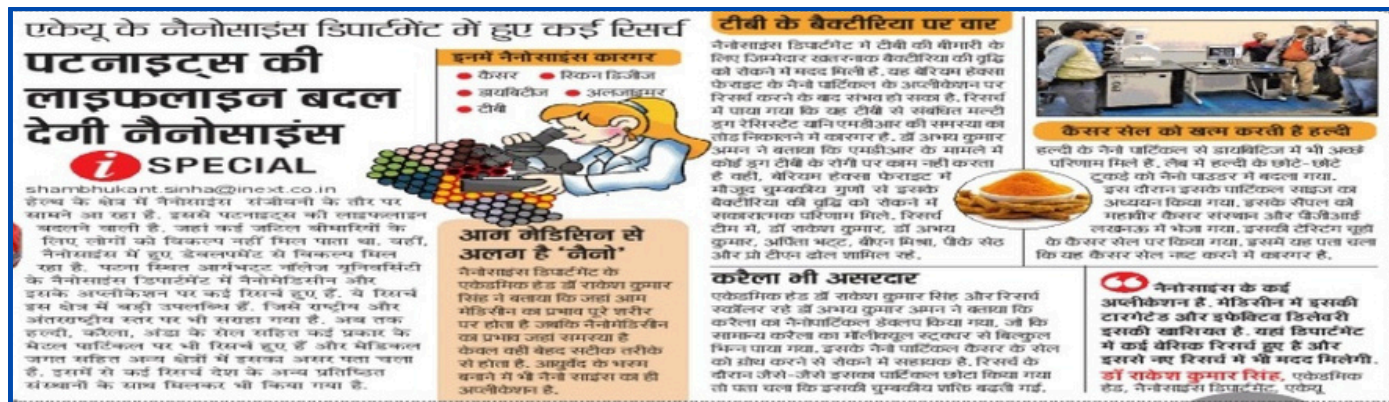 एकेयू के नैनोसाइंस डिपार्टमेंट में हुए कई रिसर्च
पटनाइट्स की
लाइफलाइन बदल
देगी नैनोसाइंस
i SPECIAL
shambhukant.sinha@inext.co.in
हेल्थ के क्षेत्र में नैनोसाइंस संजीवनी के तौर पर
सामने आ रहा है. इससे पटनाइट्स की लाइफलाइन
बदलने वाली है. जहां कई जटिल बीमारियों के
लिए लोगों को विकल्प नहीं मिल पाता था. वहीं,
नैनोसाइंस में हुए डेवलपमेंट से विकल्प मिल
रहा है. पटना स्थित आर्यभट्ट नॉलेज यूनिवर्सिटी
के नैनोसाइंस डिपार्टमेंट में नैनोमेडिसीन और
इसके अप्लीकेशन पर कई रिसर्च हुए हैं. ये रिसर्च
इस क्षेत्र में बड़ी उपलब्धि हैं. जिसे राष्ट्रीय और
अंतरराष्ट्रीय स्तर पर भी सराहा गया है. अब तक
हल्दी, करैला, अंडा के सेल सहित कई प्रकार के
मेटल पार्टिकल पर भी रिसर्च हुए हैं और मेडिकल
जगत सहित अन्य क्षेत्रों में इसका असर पता चला
है. इसमें से कई रिसर्च देश के अन्य प्रतिष्ठित
संस्थानों के साथ मिलकर भी किया गया है.
इनमें नैनोसाइंस कारगर
● कैंसर ● स्किन डिजीज
● डायबिटीज ● अलजाइमर
● टीबी
आम मेडिसिन से
अलग है 'नैनो'
नैनोसाइंस डिपार्टमेंट के
एकेडमिक हेड डॉ राकेश कुमार
सिंह ने बताया कि जहां आम
मेडिसीन का प्रभाव पूरे शरीर
पर होता है जबकि नैनोमेडिसीन
का प्रभाव जहां समस्या है
केवल वहीं बेहद सटीक तरीके
से होता है. आयुर्वेद के भस्म
बनाने में भी नैनो साइंस का ही
अप्लीकेशन है.
टीबी के बैक्टीरिया पर वार
नैनोसाइंस डिपार्टमेंट में टीबी की बीमारी के
लिए जिम्मेदार खतरनाक बैक्टीरिया की वृद्धि
को रोकने में मदद मिली है. यह बेरियम हेक्सा
फेराइट के नैनो पार्टिकल के अप्लीकेशन पर
रिसर्च करने के बाद संभव हो सका है. रिसर्च
में पाया गया कि यह टीबी से संबंधित मल्टी
ड्रग रेसिस्टेंट यानि एमडीआर की समस्या का
तोड़ निकालने में कारगर है. डॉ अभय कुमार
अमन ने बताया कि एमडीआर के मामले में
कोई ड्रग टीबी के रोगी पर काम नहीं करता
है वहीं, बेरियम हेक्सा फेराइट में
मौजूद चुम्बकीय गुणों से इसके
बैक्टीरिया की वृद्धि को रोकने में
सकारात्मक परिणाम मिले. रिसर्च
टीम में, डॉ राकेश कुमार, डॉ अभय
कुमार, अर्पिता भट्ट, बीएन मिश्रा, पीके सेठ
और प्रो टीएन ढोल शामिल रहे.
करैला भी असरदार
एकेडमिक हेड डॉ राकेश कुमार सिंह और रिसर्च
स्कॉलर रहे डॉ अभय कुमार अमन ने बताया कि
करैला का नैनोपार्टिकल डेवलप किया गया, जो कि
सामान्य करैला का मॉलीक्यूल स्ट्रक्चर से बिल्कुल
भिन्न पाया गया. इसके नैनो पार्टिकल कैंसर के सेल
को ग्रोथ करने से रोकने में सहायक है. रिसर्च के
दौरान जैसे-जैसे इसका पार्टिकल छोटा किया गया
तो पता चला कि इसकी चुम्बकीय शक्ति बढ़ती गई.
कैंसर सेल को खत्म करती है हल्दी
हल्दी के नैनो पार्टिकल से डायबिटिज में भी अच्छे
परिणाम मिले हैं. लैब में हल्दी के छोटे-छोटे
टुकड़े को नैनो पाउडर में बदला गया.
इस दौरान इसके पार्टिकल साइज का
अध्ययन किया गया. इसके सैंपल को
महावीर कैंसर संस्थान और पीजीआई
लखनऊ में भेजा गया. इसकी टेस्टिंग चूहों
के कैंसर सेल पर किया गया. इसमें यह पता चला
कि यह कैंसर सेल नष्ट करने में कारगर है.
नैनोसाइंस के कई
अप्लीकेशन है. मेडिसीन में इसकी
टारगेटेड और इफेक्टिव डिलेवरी
इसकी खासियत है. यहां डिपार्टमेंट
में कई बेसिक रिसर्च हुए है और
इससे नए रिसर्च में भी मदद मिलेगी.
डॉ राकेश कुमार सिंह, एकेडमिक
हेड, नैनोसाइंस डिपार्टमेंट, एकेयू